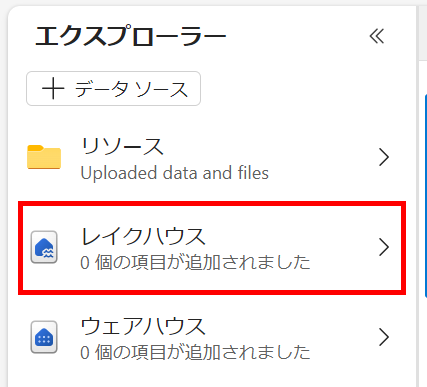 エクスプローラー
データ ソース
リソース
Uploaded data and files
レイクハウス
0 個の項目が追加されました
ウェアハウス
0 個の項目が追加されました